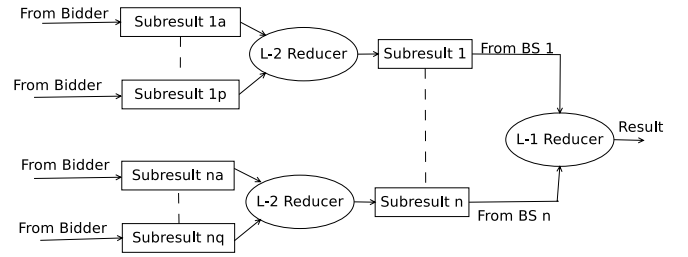 From Bidder
Subresult 1a
L-2 Reducer
Subresult 1
From BS 1
From Bidder
Subresult 1p
L-1 Reducer
Result
From Bidder
Subresult na
L-2 Reducer
Subresult n
From BS n
From Bidder
Subresult nq